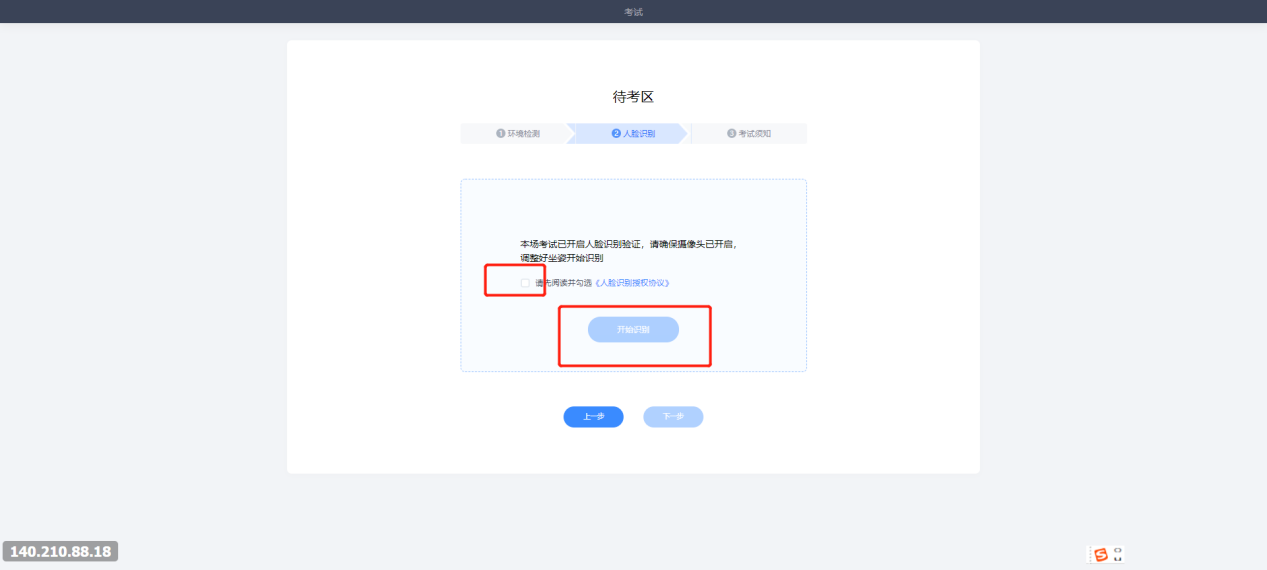 考试
待考区
1 环境检测 2 人脸识别 3 考试须知
本场考试已开启人脸识别验证，请确保摄像头已开启，
调整好坐姿开始识别
请先阅读并勾选《人脸识别授权协议》
开始识别
上一步 下一步
140.210.88.18